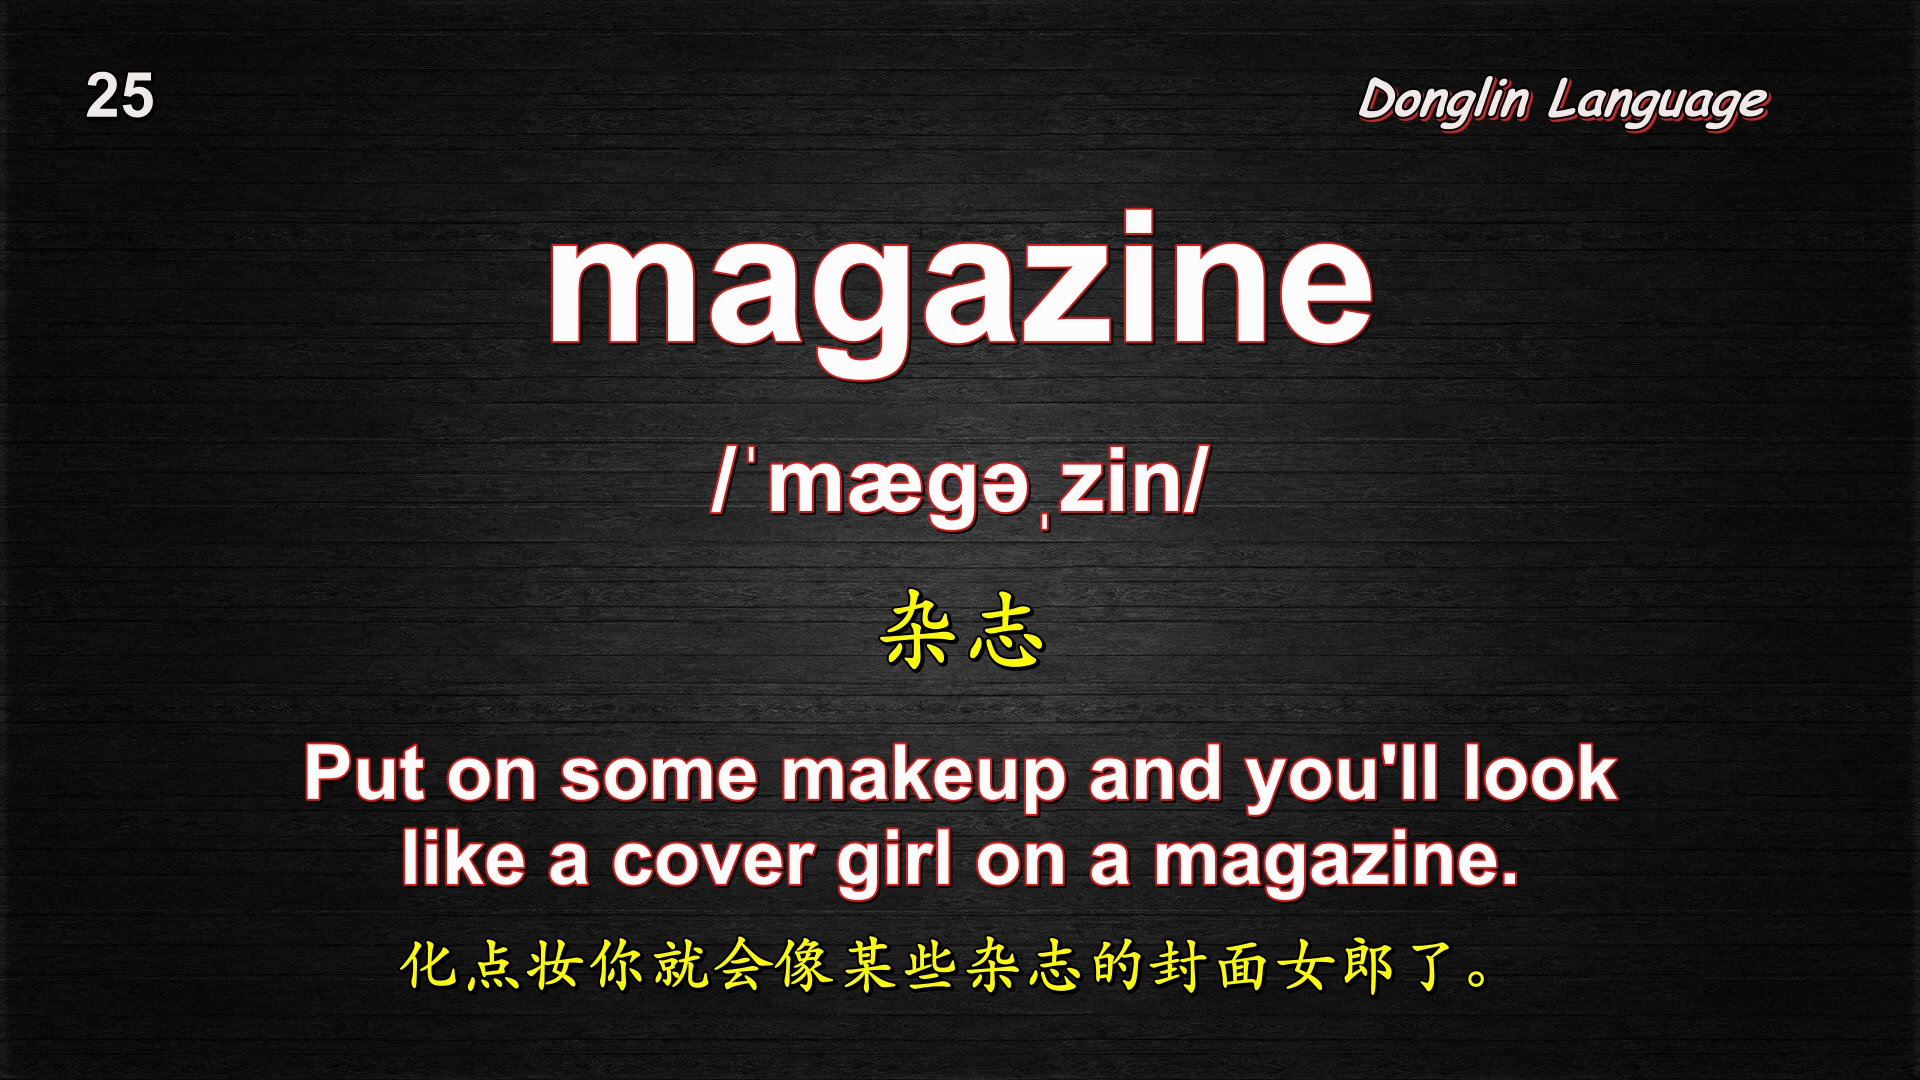 25
Donglin Language
magazine
/ˈmægəˌzin/
杂志
Put on some makeup and you'll look
like a cover girl on a magazine.
化点妆你就会像某些杂志的封面女郎了。